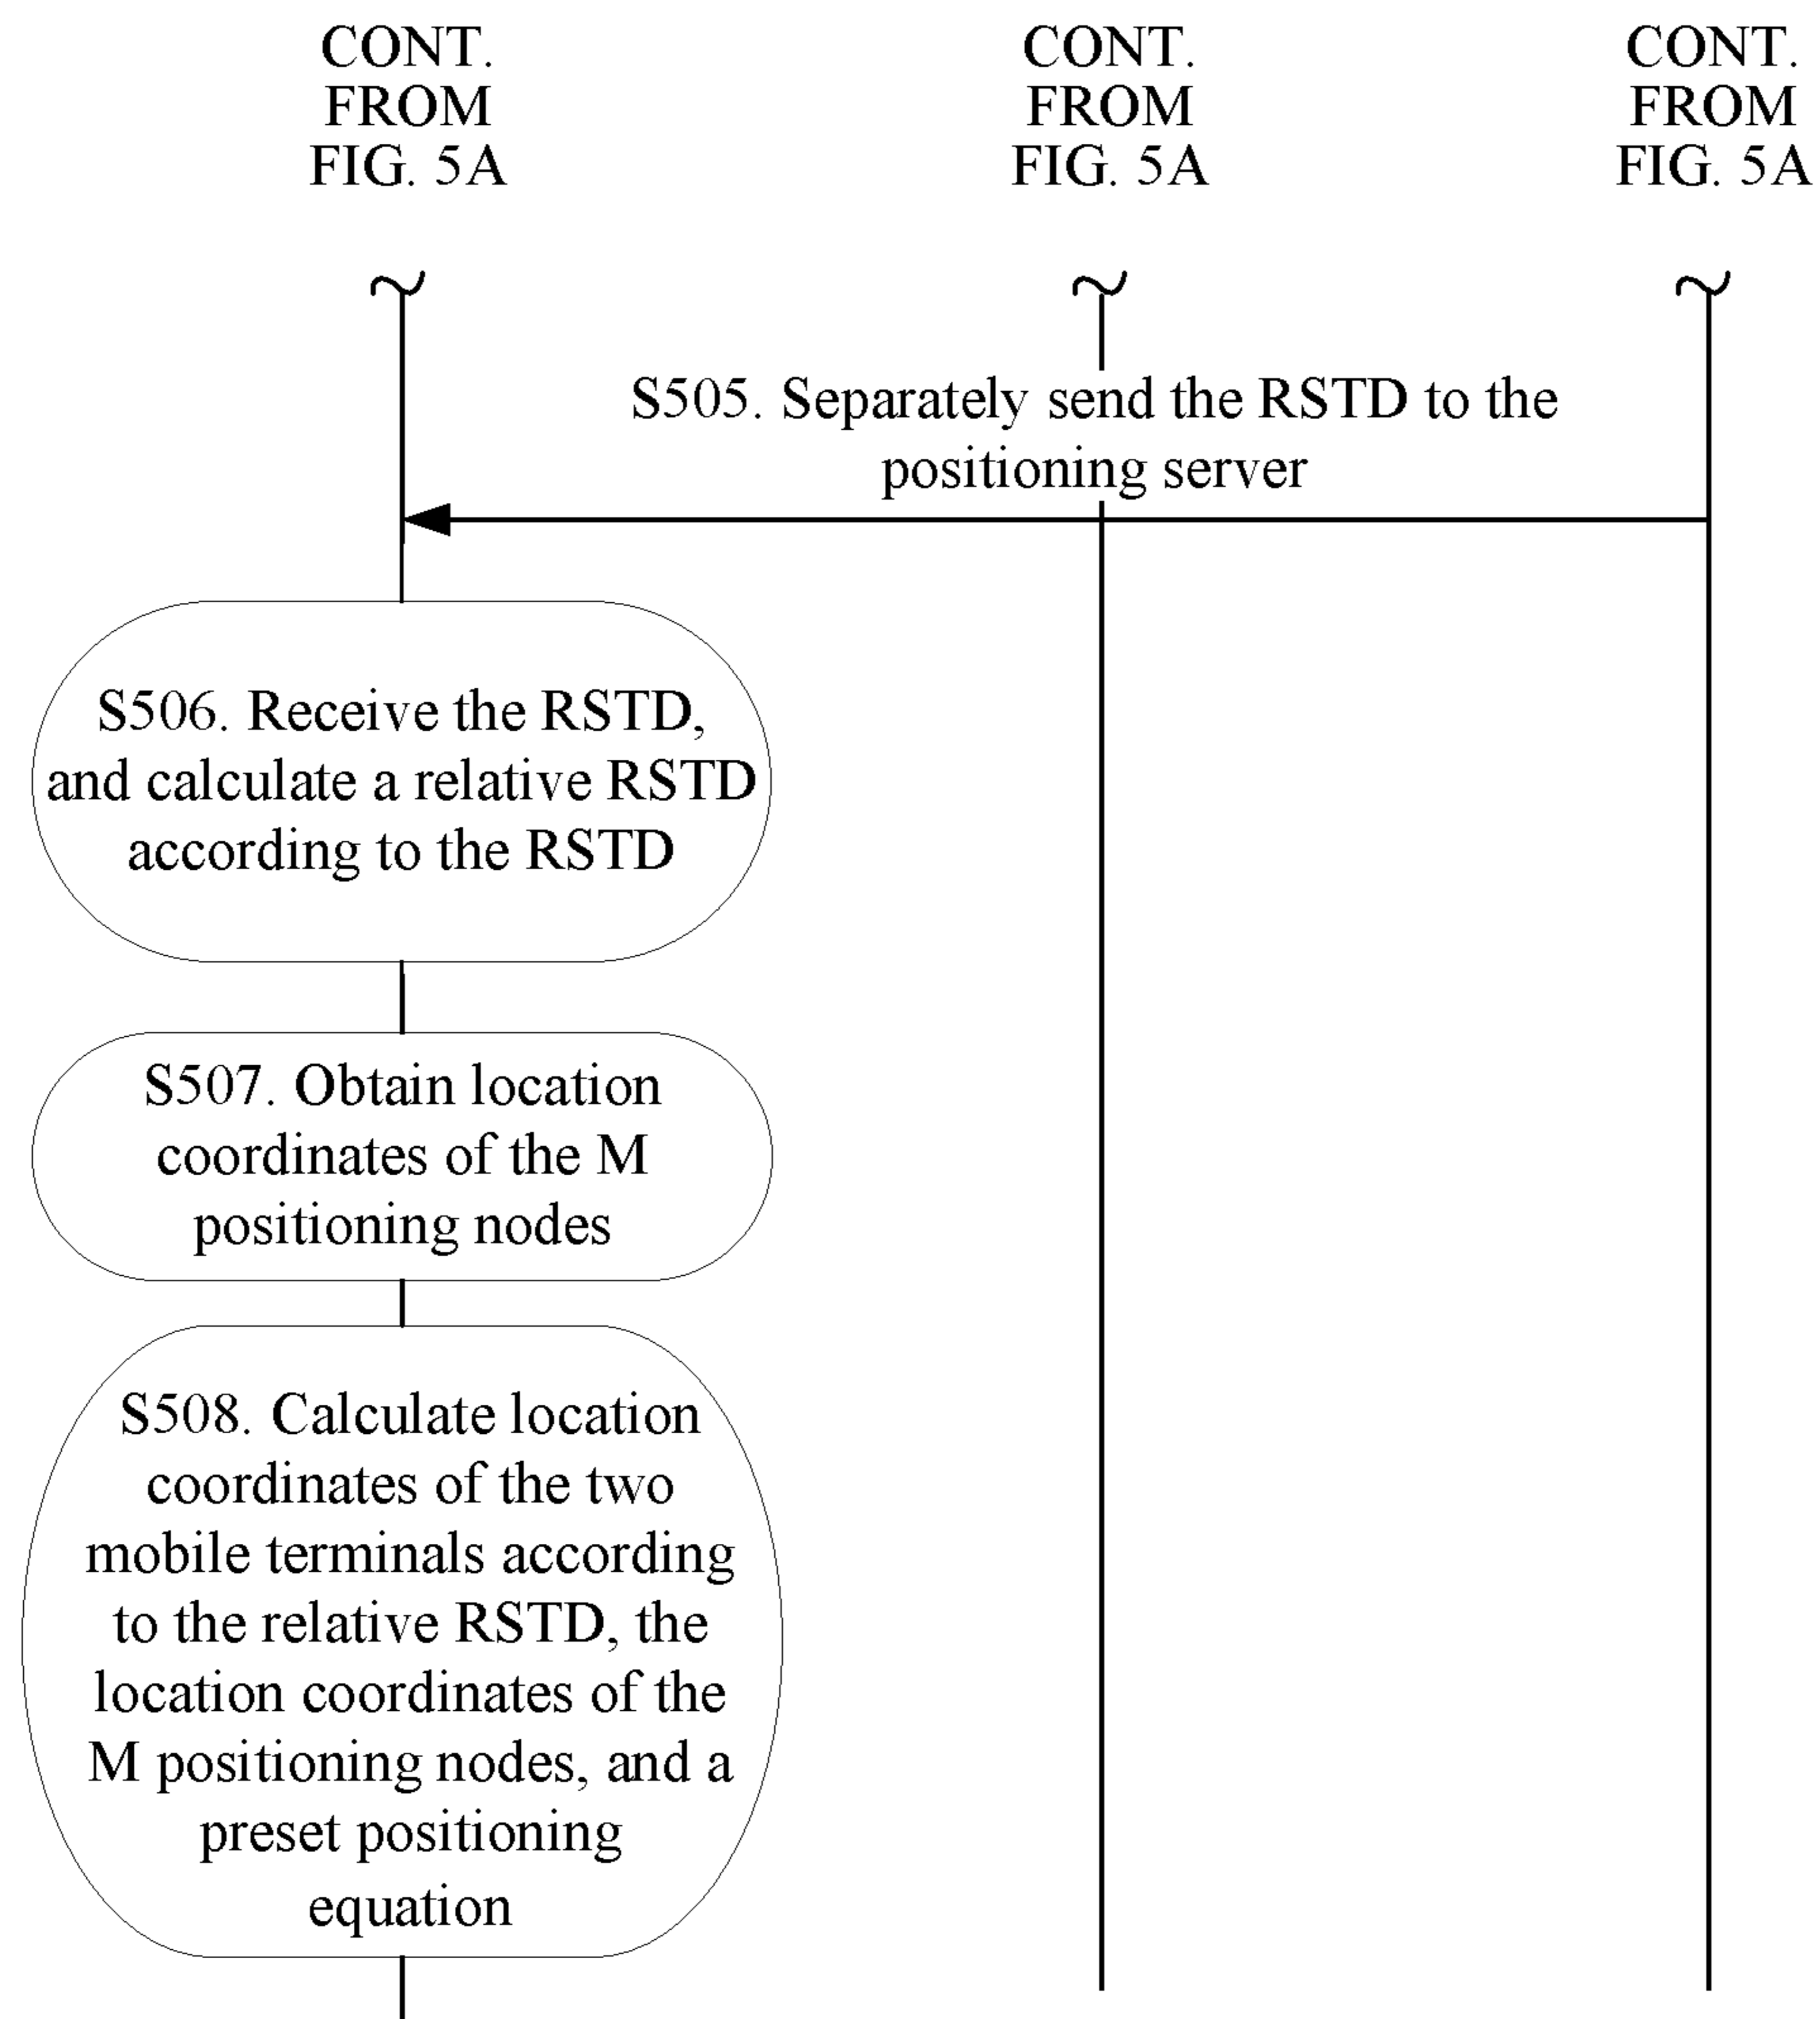 CONT.
FROM
FIG. 5A
CONT.
FROM
FIG. 5A
CONT.
FROM
FIG. 5A
S505. Separately send the RSTD to the
positioning server
S506. Receive the RSTD,
and calculate a relative RSTD
according to the RSTD
S507. Obtain location
coordinates of the M
positioning nodes
S508. Calculate location
coordinates of the two
mobile terminals according
to the relative RSTD, the
location coordinates of the
M positioning nodes, and a
preset positioning
equation